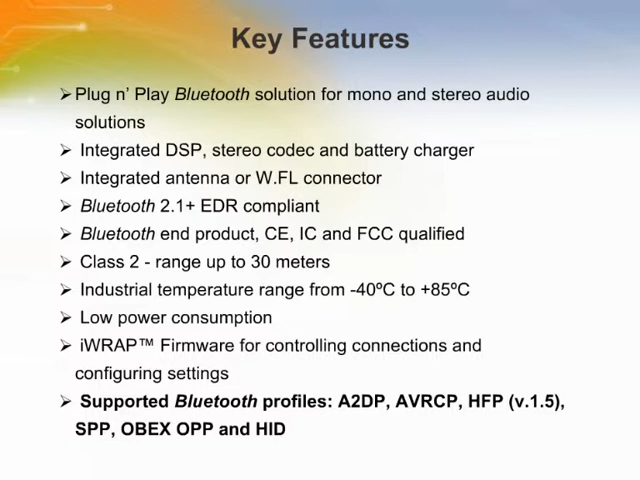 Key Features
➢ Plug n’ Play Bluetooth solution for mono and stereo audio
solutions
➢ Integrated DSP, stereo codec and battery charger
➢ Integrated antenna or W.FL connector
➢ Bluetooth 2.1+ EDR compliant
➢ Bluetooth end product, CE, IC and FCC qualified
➢ Class 2 - range up to 30 meters
➢ Industrial temperature range from -40ºC to +85ºC
➢ Low power consumption
➢ iWRAP™ Firmware for controlling connections and
configuring settings
➢ Supported Bluetooth profiles: A2DP, AVRCP, HFP (v.1.5),
SPP, OBEX OPP and HID